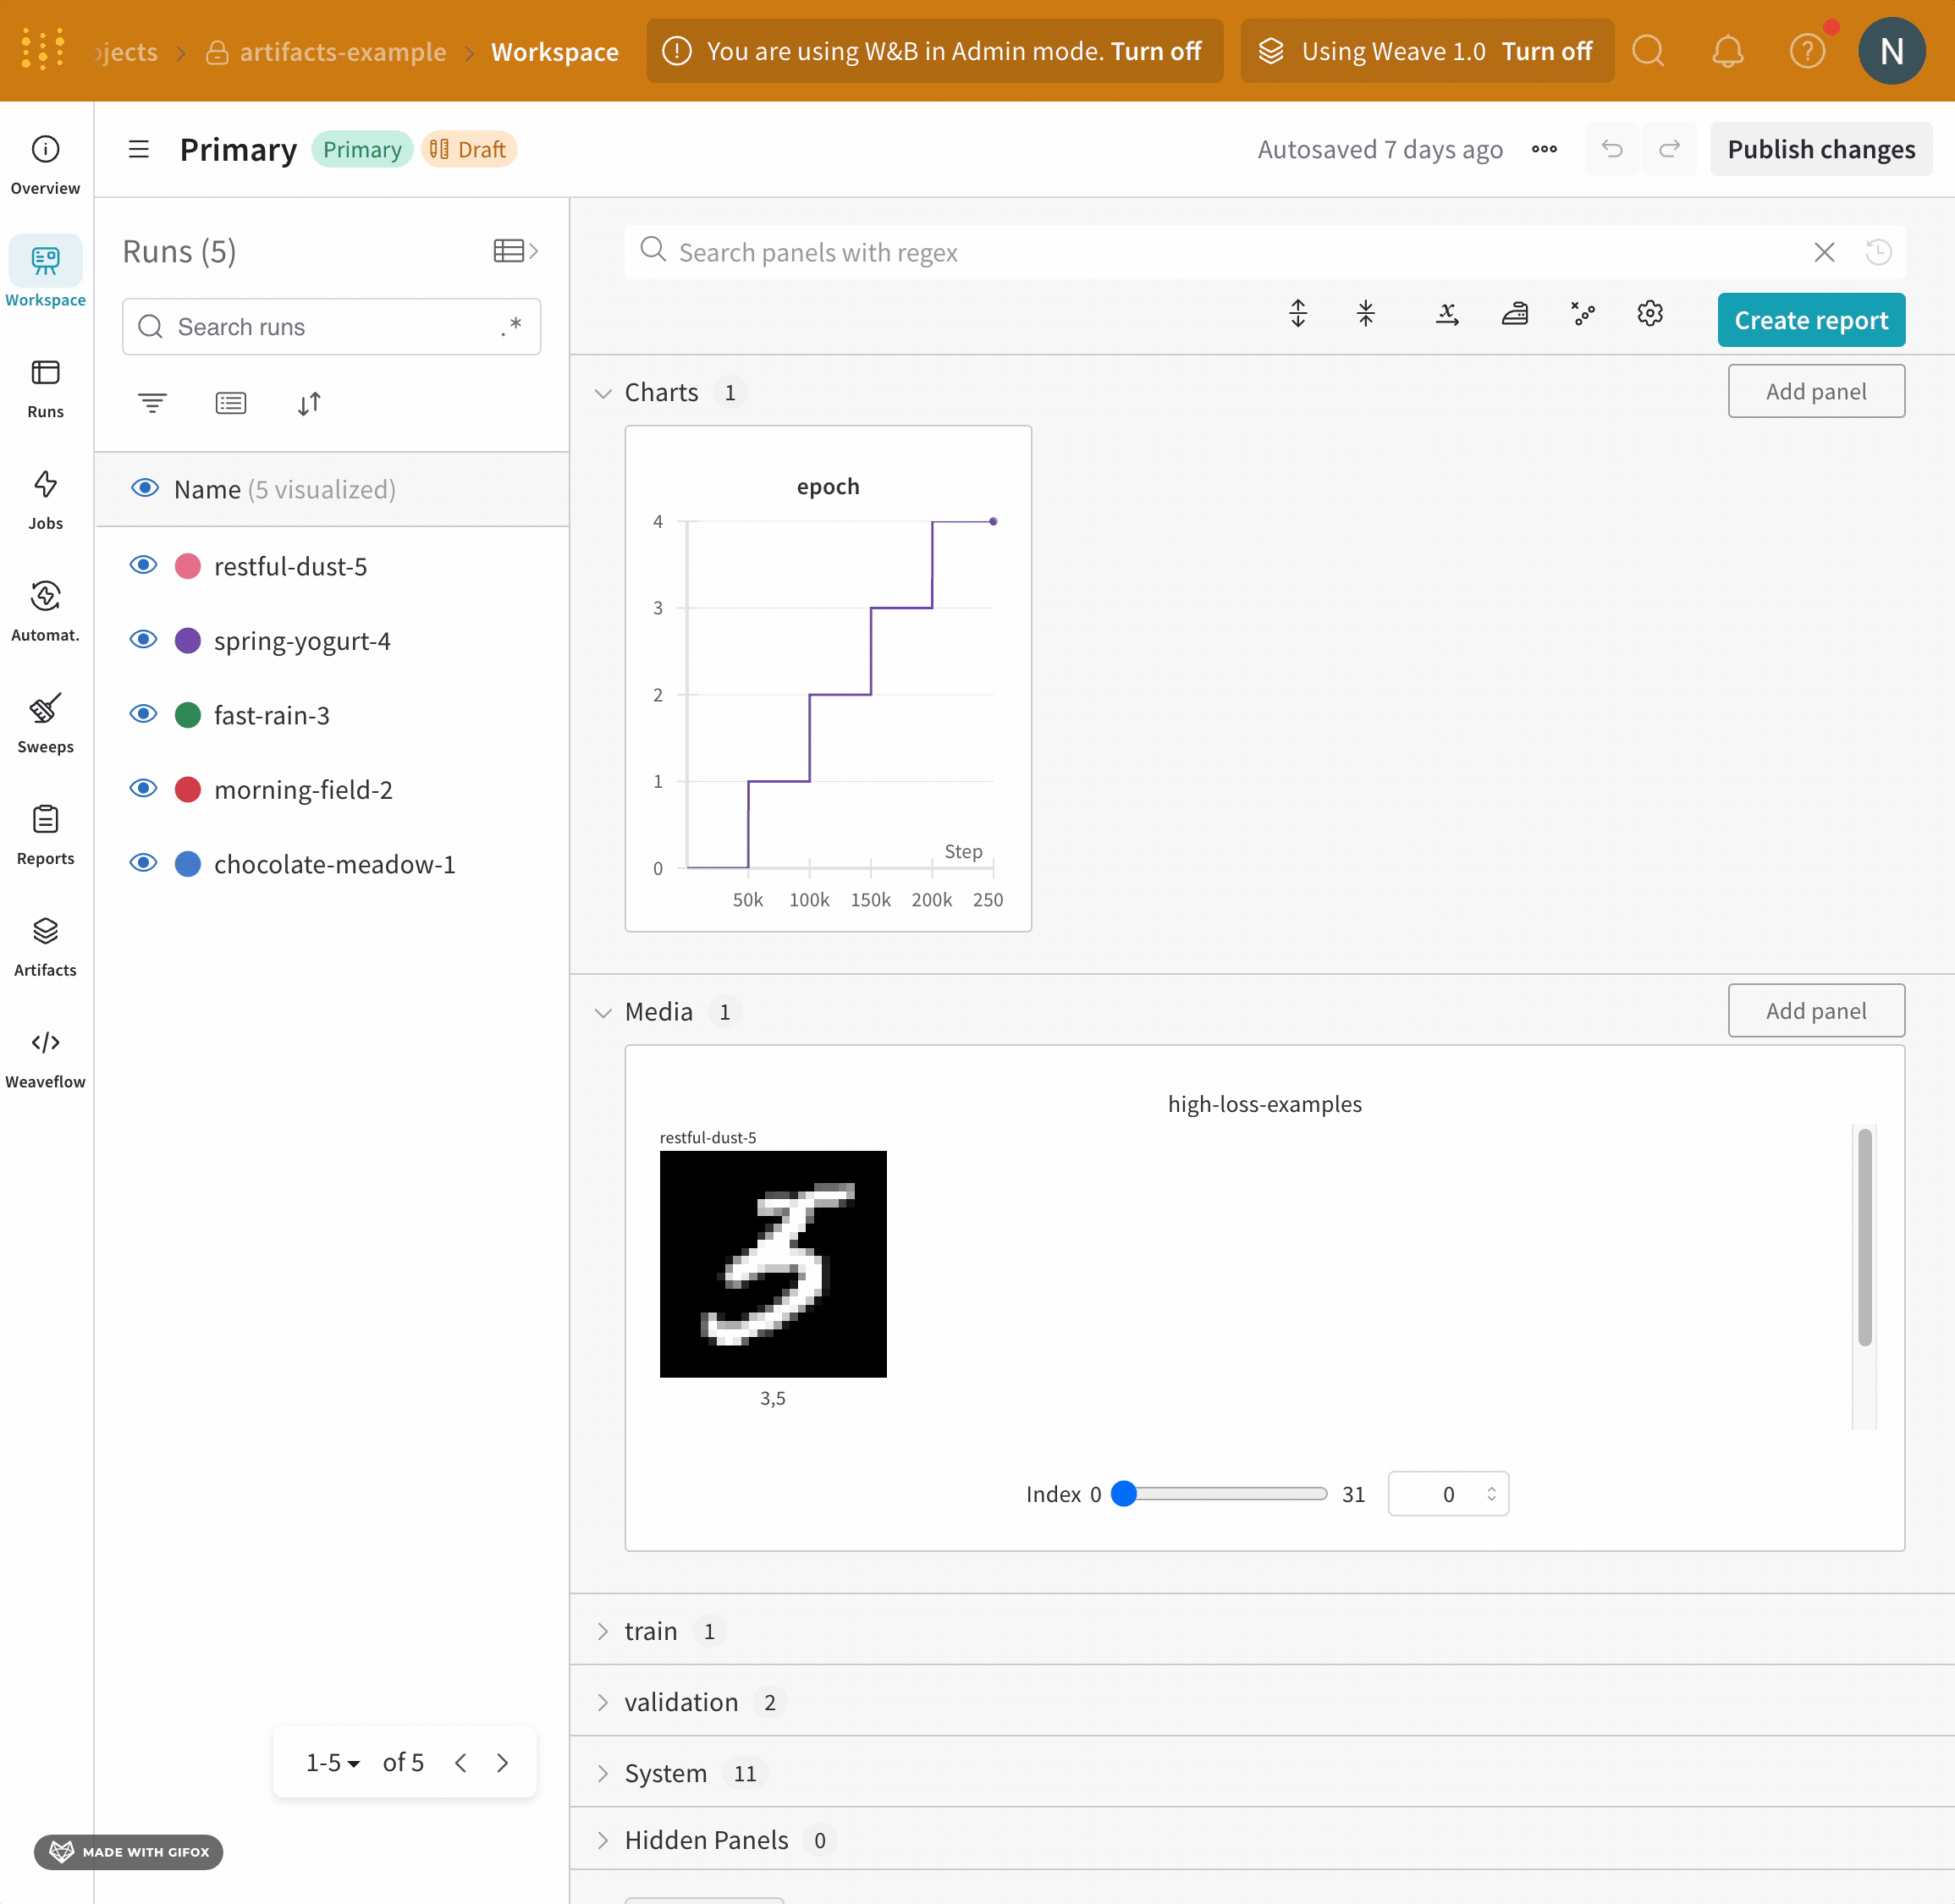 jects > artifacts-example > Workspace
You are using W&B in Admin mode. Turn off
Using Weave 1.0 Turn off
?
N
Overview
Workspace
Runs
Jobs
Automat.
Sweeps
Reports
Artifacts
Weaveflow
Primary Primary Draft
Autosaved 7 days ago
Publish changes
Runs (5)
Search runs .*
Name (5 visualized)
restful-dust-5
spring-yogurt-4
fast-rain-3
morning-field-2
chocolate-meadow-1
1-5 of 5
MADE WITH GIFOX
Search panels with regex
x
Create report
Charts 1
Add panel
epoch
4
3
2
1
0
Step
50k 100k 150k 200k 250
Media 1
Add panel
high-loss-examples
restful-dust-5
5
3,5
Index 0 31 0
train 1
validation 2
System 11
Hidden Panels 0